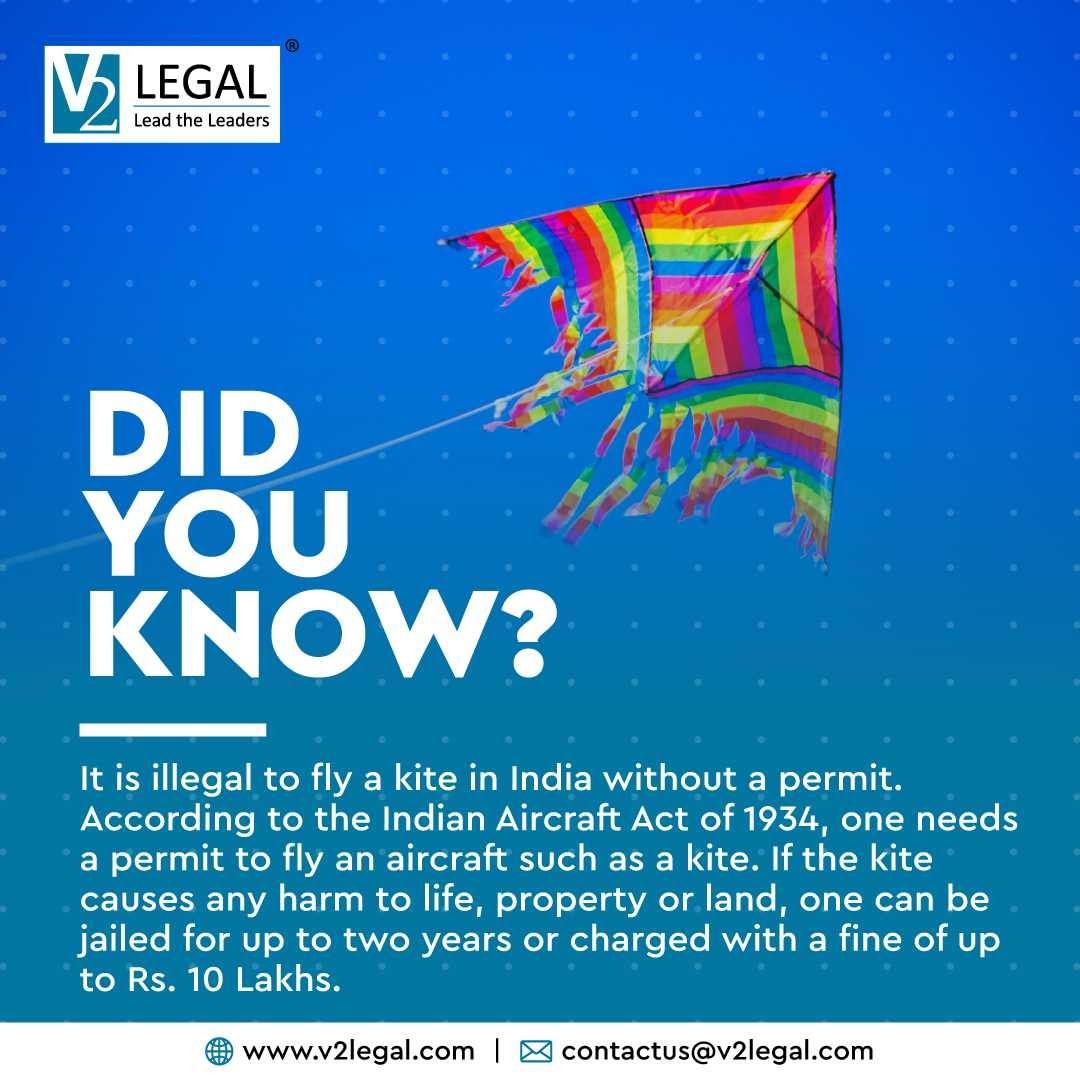 V2 LEGAL ®
Lead the Leaders
DID
YOU
KNOW?
It is illegal to fly a kite in India without a permit.
According to the Indian Aircraft Act of 1934, one needs
a permit to fly an aircraft such as a kite. If the kite
causes any harm to life, property or land, one can be
jailed for up to two years or charged with a fine of up
to Rs. 10 Lakhs.
www.v2legal.com | contactus@v2legal.com